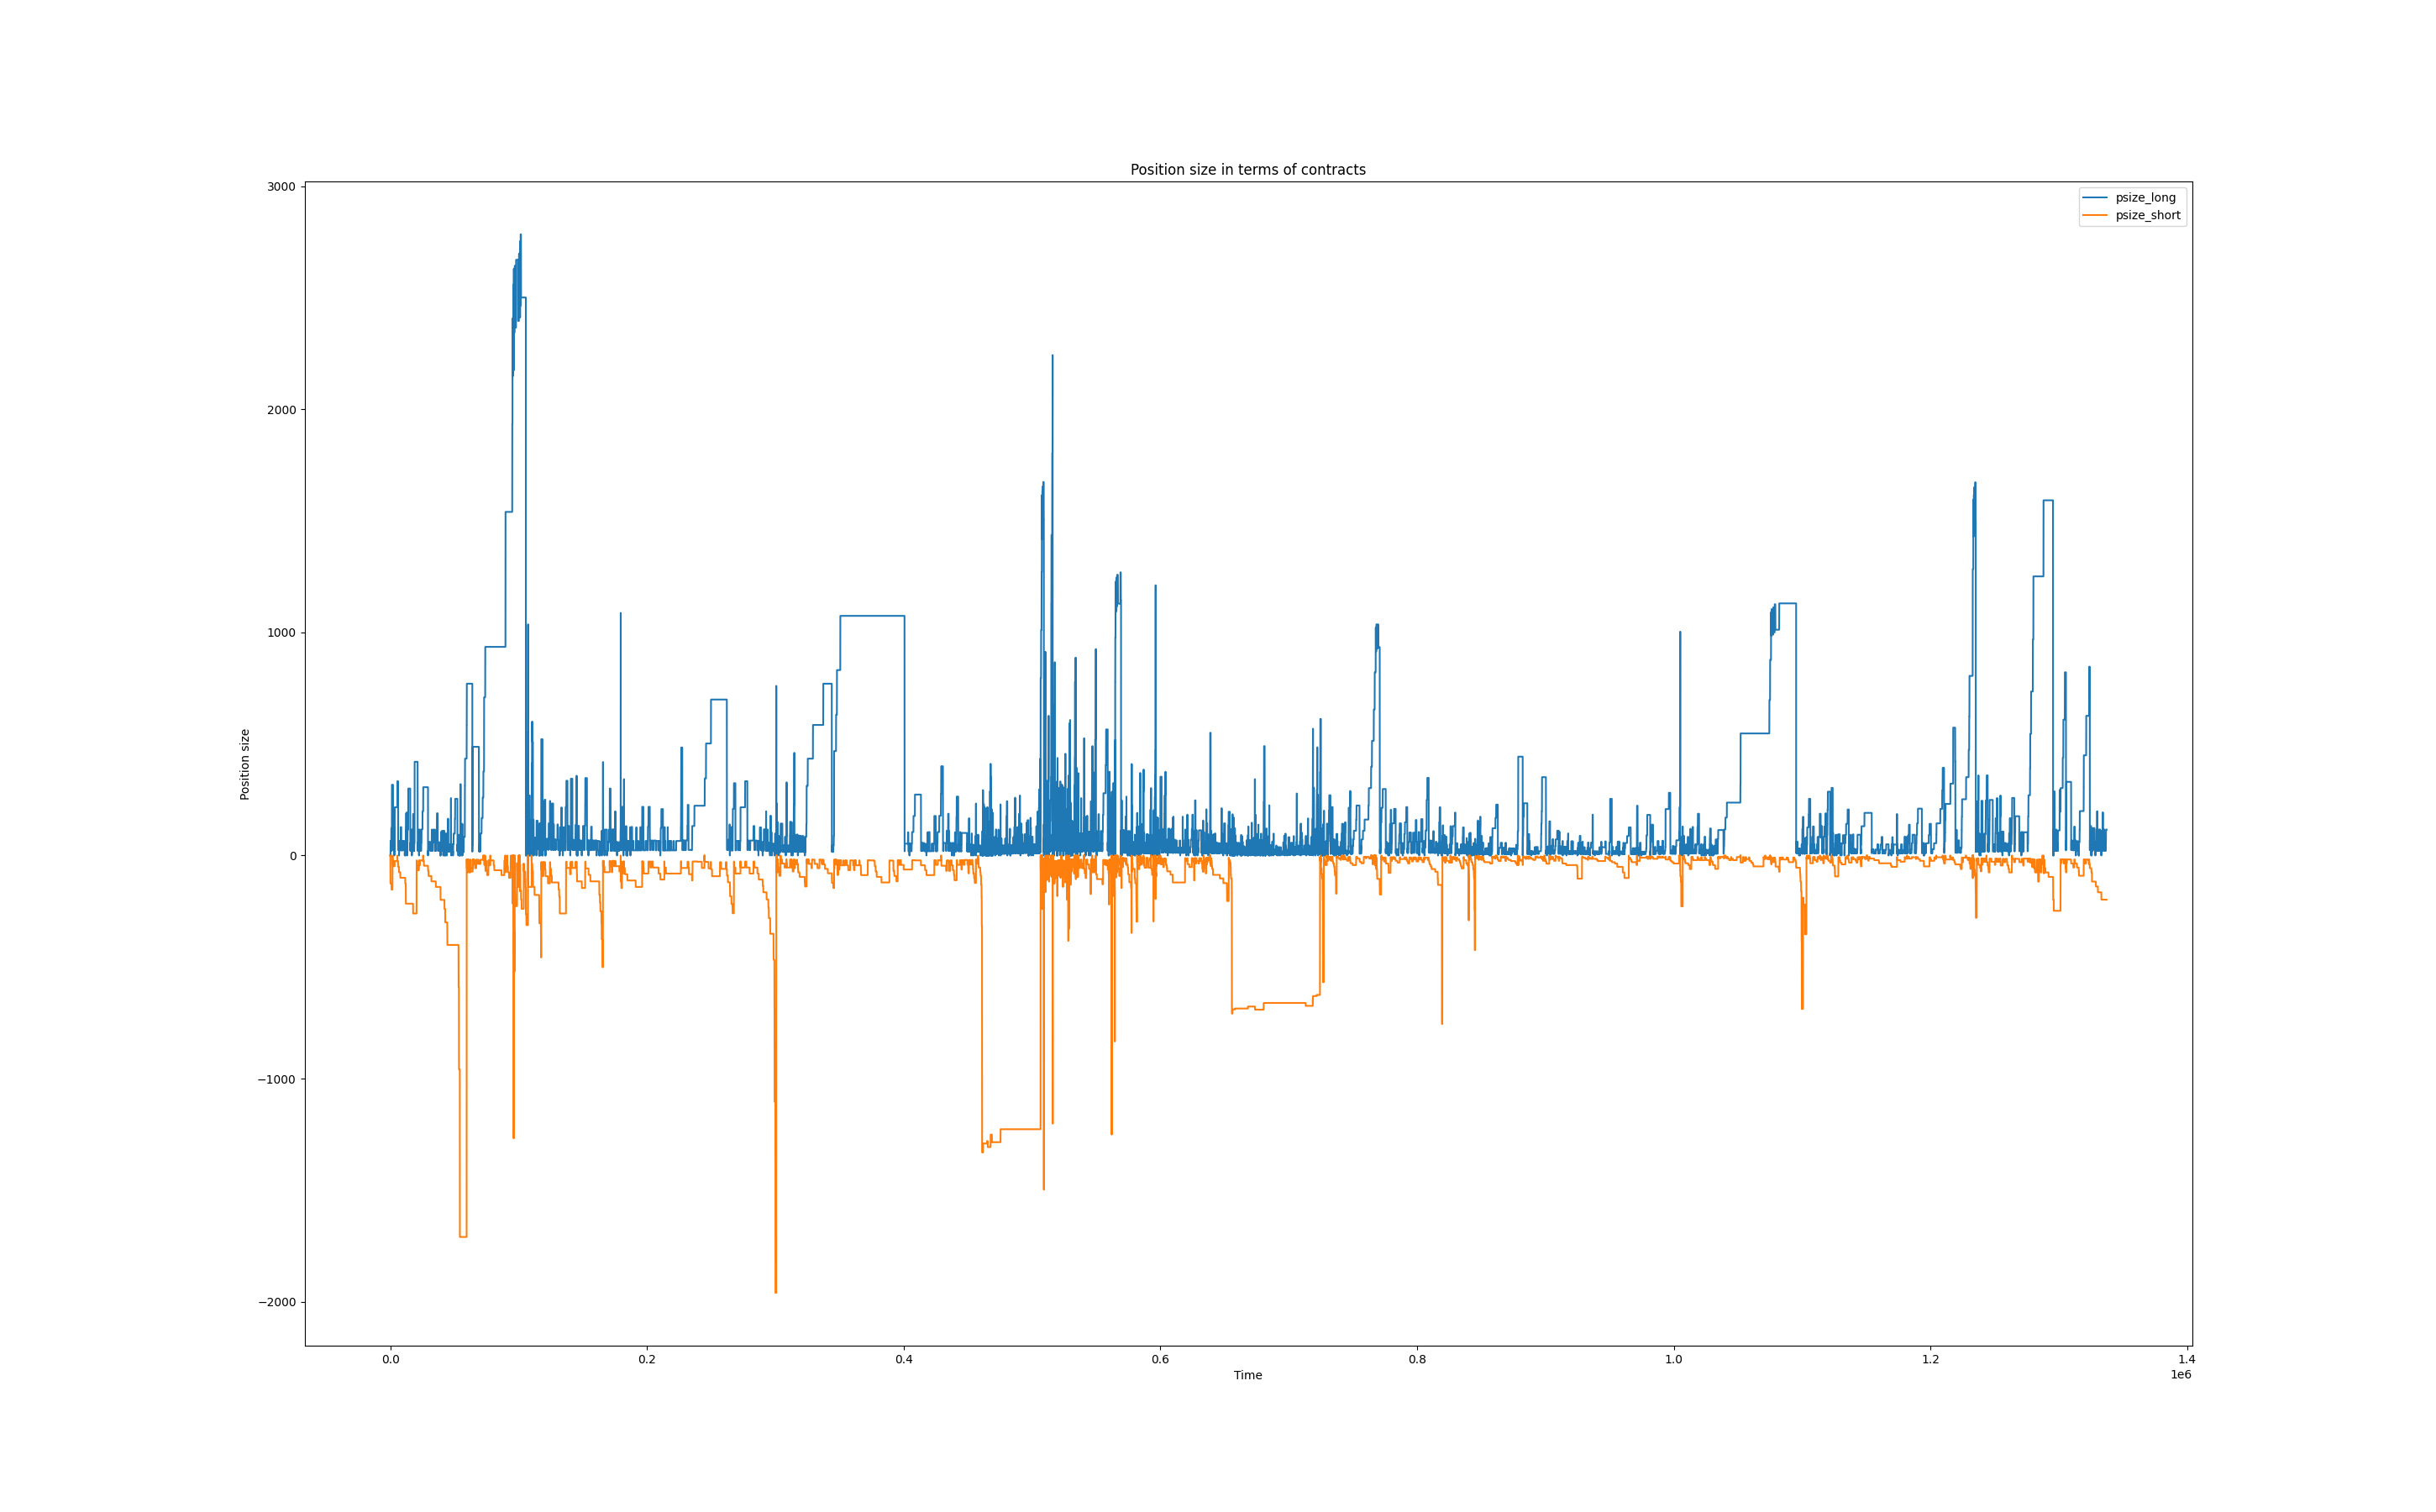 Position size in terms of contracts
psize_long
psize_short
3000
2000
1000
0
−1000
−2000
Position size
0.0
0.2
0.4
0.6
0.8
1.0
1.2
1.4
1e6
Time